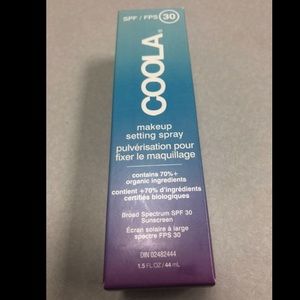 SPF / FPS 30
COOLA.
makeup
setting spray
pulvérisation pour
fixer le maquillage
contains 70%+
organic ingredients
contient +70% d'ingrédients
certifiés biologiques
Broad Spectrum SPF 30
Sunscreen
Écran solaire à large
spectre FPS 30
DIN 02482444
1.5 FL OZ / 44 mL